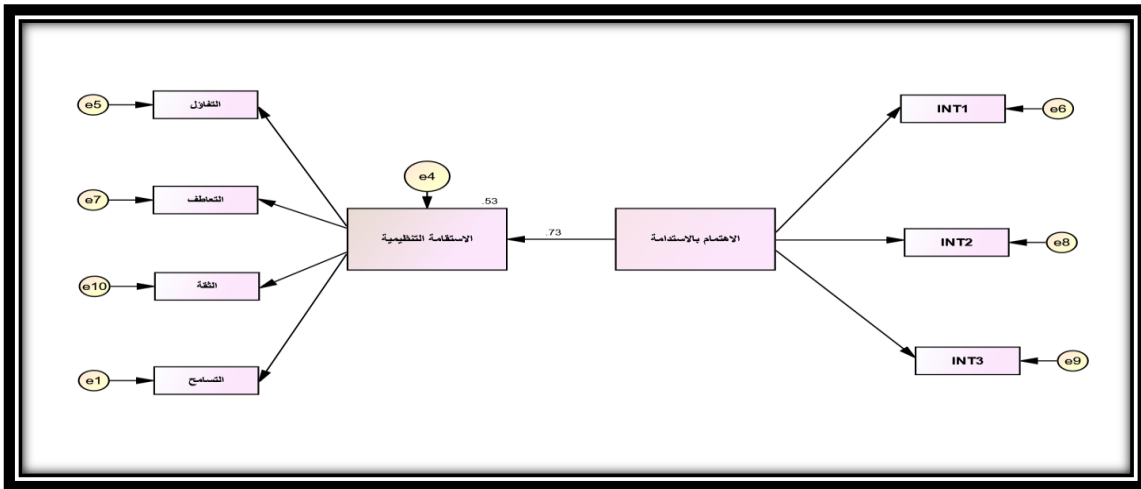 التفاؤل
e5
التعاطف
e7
الثقة
e10
التسامح
e1
e4
.53
الاستقامة التنظيمية
.73
الاهتمام بالاستدامة
INT1
e6
INT2
e8
INT3
e9